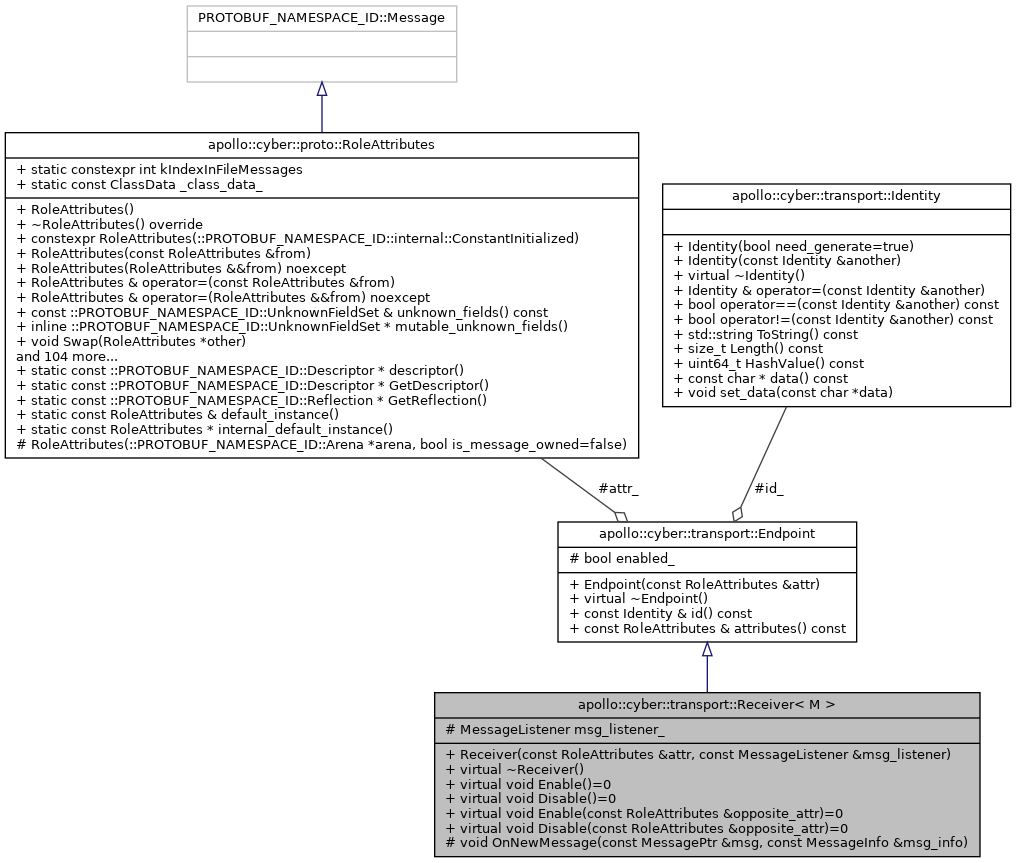 PROTOBUF_NAMESPACE_ID::Message
apollo::cyber::proto::RoleAttributes
+ static constexpr int kIndexInFileMessages
+ static const ClassData _class_data_
+ RoleAttributes()
+ ~RoleAttributes() override
+ constexpr RoleAttributes(::PROTOBUF_NAMESPACE_ID::internal::ConstantInitialized)
+ RoleAttributes(const RoleAttributes &from)
+ RoleAttributes(RoleAttributes &&from) noexcept
+ RoleAttributes & operator=(const RoleAttributes &from)
+ RoleAttributes & operator=(RoleAttributes &&from) noexcept
+ const ::PROTOBUF_NAMESPACE_ID::UnknownFieldSet & unknown_fields() const
+ inline ::PROTOBUF_NAMESPACE_ID::UnknownFieldSet * mutable_unknown_fields()
+ void Swap(RoleAttributes *other)
and 104 more...
+ static const ::PROTOBUF_NAMESPACE_ID::Descriptor * descriptor()
+ static const ::PROTOBUF_NAMESPACE_ID::Descriptor * GetDescriptor()
+ static const ::PROTOBUF_NAMESPACE_ID::Reflection * GetReflection()
+ static const RoleAttributes & default_instance()
+ static const RoleAttributes * internal_default_instance()
# RoleAttributes(::PROTOBUF_NAMESPACE_ID::Arena *arena, bool is_message_owned=false)
apollo::cyber::transport::Identity
+ Identity(bool need_generate=true)
+ Identity(const Identity &another)
+ virtual ~Identity()
+ Identity & operator=(const Identity &another)
+ bool operator==(const Identity &another) const
+ bool operator!=(const Identity &another) const
+ std::string ToString() const
+ size_t Length() const
+ uint64_t HashValue() const
+ const char * data() const
+ void set_data(const char *data)
#attr_
#id_
apollo::cyber::transport::Endpoint
# bool enabled_
+ Endpoint(const RoleAttributes &attr)
+ virtual ~Endpoint()
+ const Identity & id() const
+ const RoleAttributes & attributes() const
apollo::cyber::transport::Receiver< M >
# MessageListener msg_listener_
+ Receiver(const RoleAttributes &attr, const MessageListener &msg_listener)
+ virtual ~Receiver()
+ virtual void Enable()=0
+ virtual void Disable()=0
+ virtual void Enable(const RoleAttributes &opposite_attr)=0
+ virtual void Disable(const RoleAttributes &opposite_attr)=0
# void OnNewMessage(const MessagePtr &msg, const MessageInfo &msg_info)